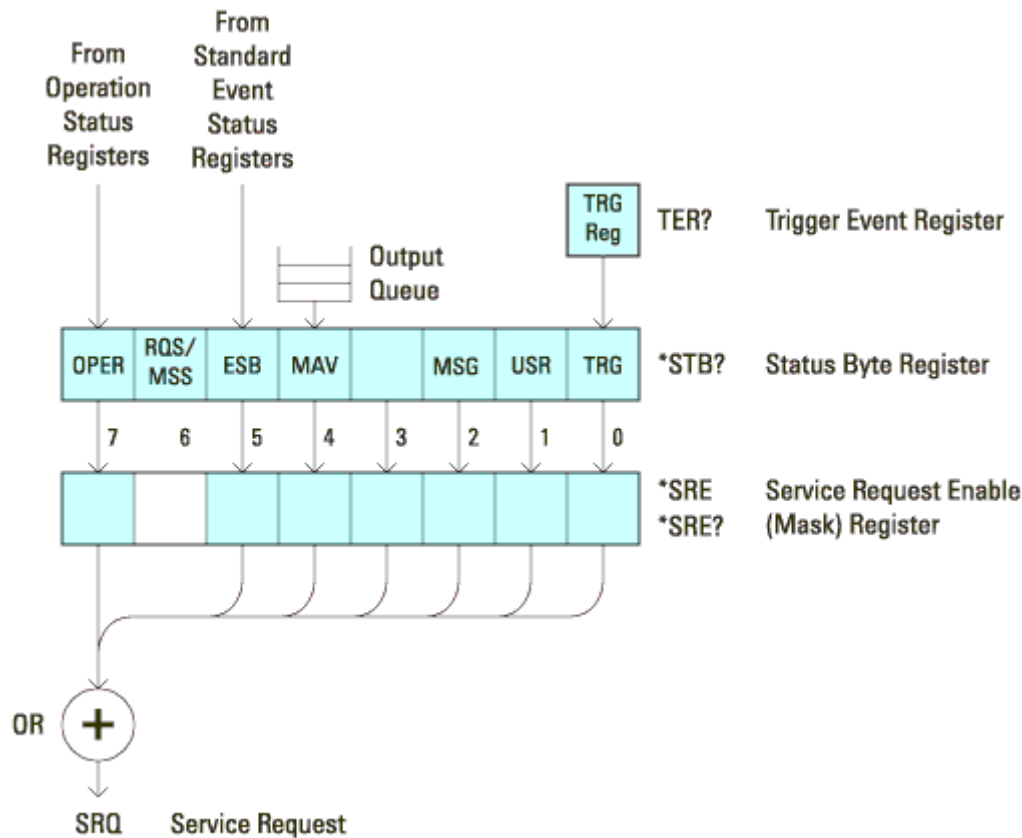 From
Operation
Status
Registers
From
Standard
Event
Status
Registers
Output
Queue
TRG
Reg
TER? Trigger Event Register
OPER
RQS/
MSS
ESB
MAV
MSG
USR
TRG
*STB? Status Byte Register
7 6 5 4 3 2 1 0
*SRE Service Request Enable
*SRE? (Mask) Register
OR +
SRQ Service Request